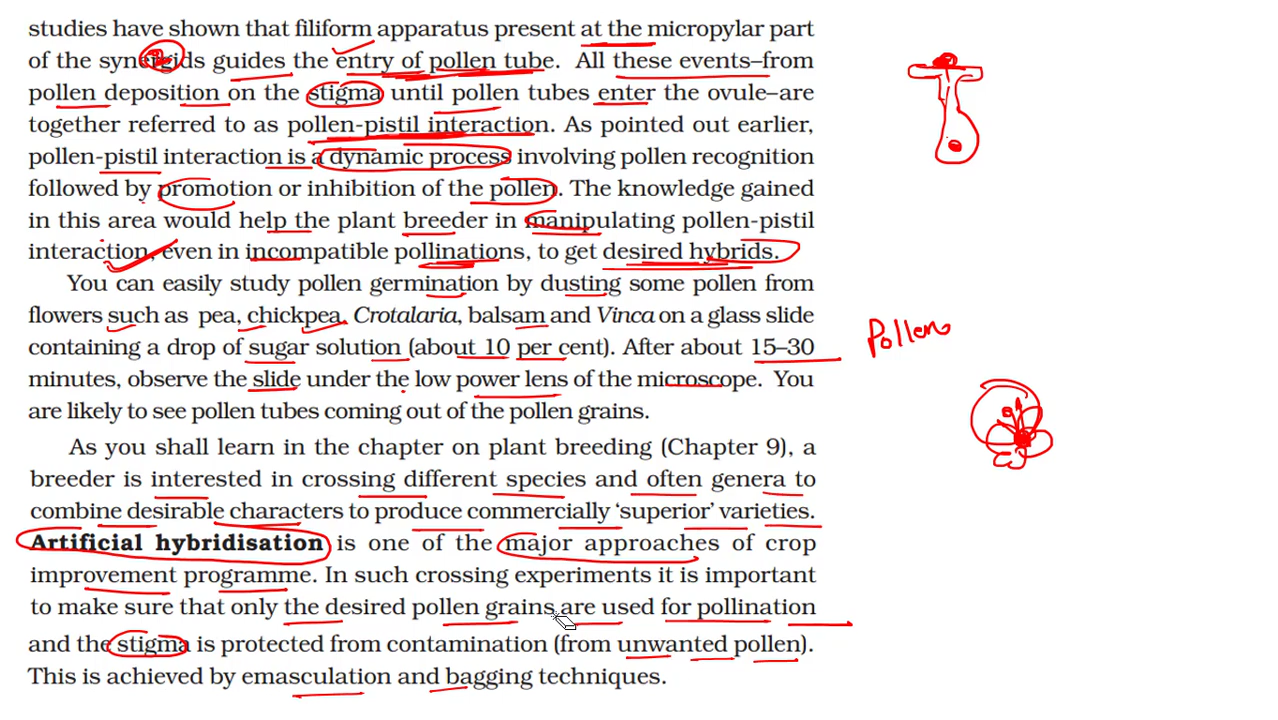 studies have shown that filiform apparatus present at the micropylar part
of the synergids guides the entry of pollen tube. All these events–from
pollen deposition on the stigma until pollen tubes enter the ovule–are
together referred to as pollen-pistil interaction. As pointed out earlier,
pollen-pistil interaction is a dynamic process involving pollen recognition
followed by promotion or inhibition of the pollen. The knowledge gained
in this area would help the plant breeder in manipulating pollen-pistil
interaction, even in incompatible pollinations, to get desired hybrids.
You can easily study pollen germination by dusting some pollen from
flowers such as pea, chickpea, Crotalaria, balsam and Vinca on a glass slide
containing a drop of sugar solution (about 10 per cent). After about 15–30
minutes, observe the slide under the low power lens of the microscope. You
are likely to see pollen tubes coming out of the pollen grains.
As you shall learn in the chapter on plant breeding (Chapter 9), a
breeder is interested in crossing different species and often genera to
combine desirable characters to produce commercially ‘superior’ varieties.
Artificial hybridisation is one of the major approaches of crop
improvement programme. In such crossing experiments it is important
to make sure that only the desired pollen grains are used for pollination
and the stigma is protected from contamination (from unwanted pollen).
This is achieved by emasculation and bagging techniques.
Pollen